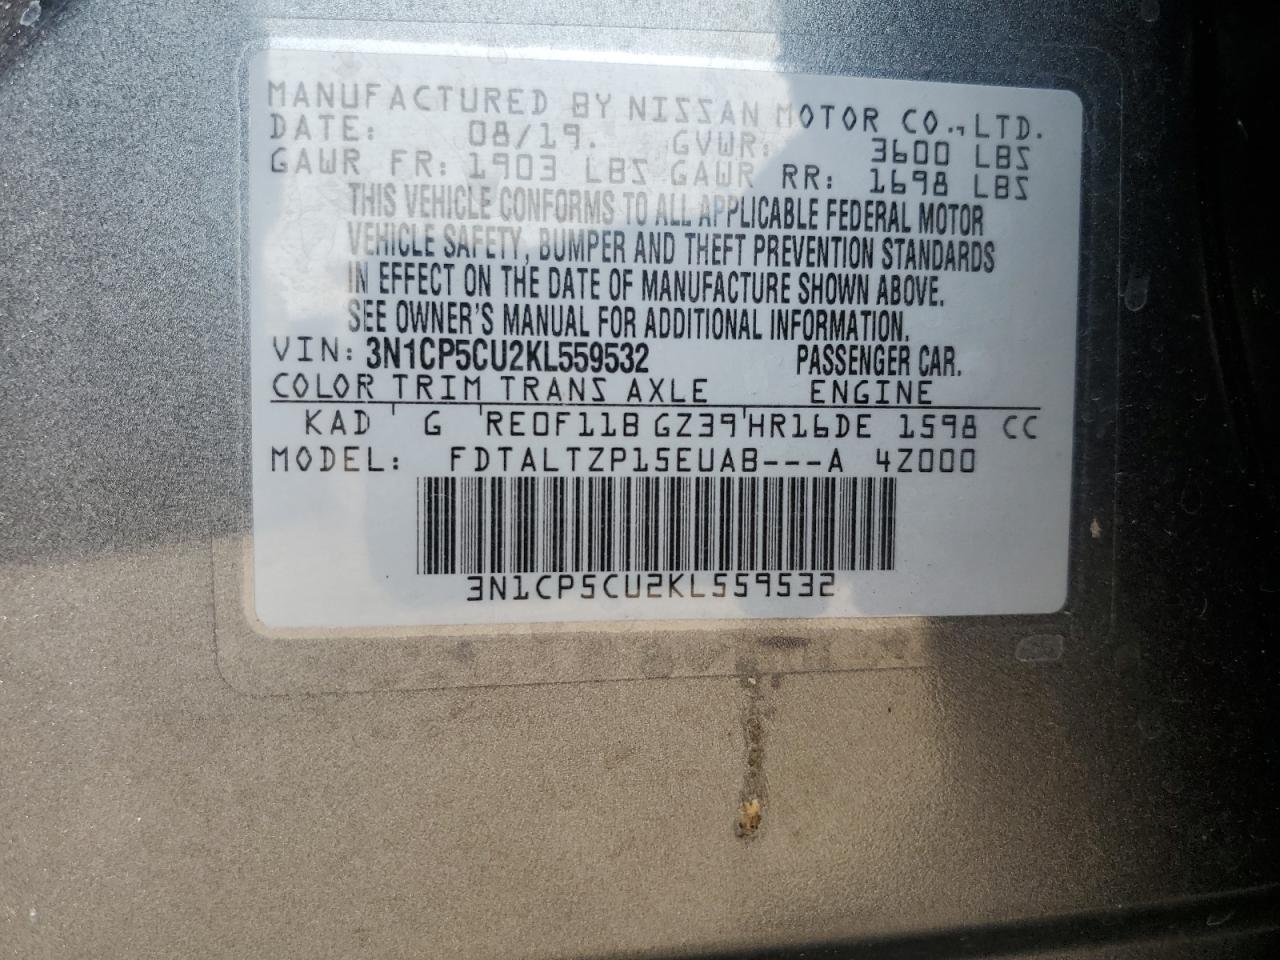 MANUFACTURED BY NISSAN MOTOR CO., LTD.
DATE: 08/19. GVWR: 3600 LBS
GAWR FR: 1903 LBS GAWR RR: 1698 LBS
THIS VEHICLE CONFORMS TO ALL APPLICABLE FEDERAL MOTOR
VEHICLE SAFETY, BUMPER AND THEFT PREVENTION STANDARDS
IN EFFECT ON THE DATE OF MANUFACTURE SHOWN ABOVE.
SEE OWNER'S MANUAL FOR ADDITIONAL INFORMATION.
VIN: 3N1CP5CU2KL559532 PASSENGER CAR.
COLOR TRIM TRANS AXLE ENGINE
KAD ' G 'RE0F11B GZ39'HR16DE 1598 CC
MODEL: FDTALTZP15EUAB---A 4Z000
3N1CP5CU2KL559532